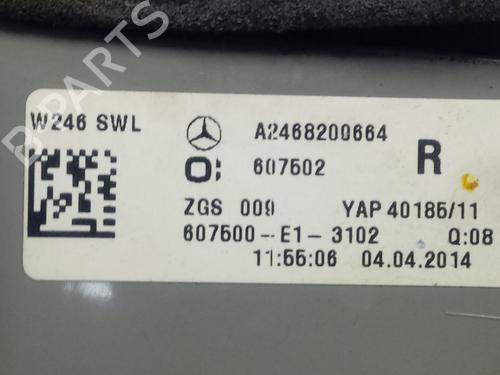 W246 SWL
A2468200664
R
O: 607502
ZGS 009 YAP 40185/11
607500-E1-3102 Q:08
11:55:06 04.04.2014
B-PARTS